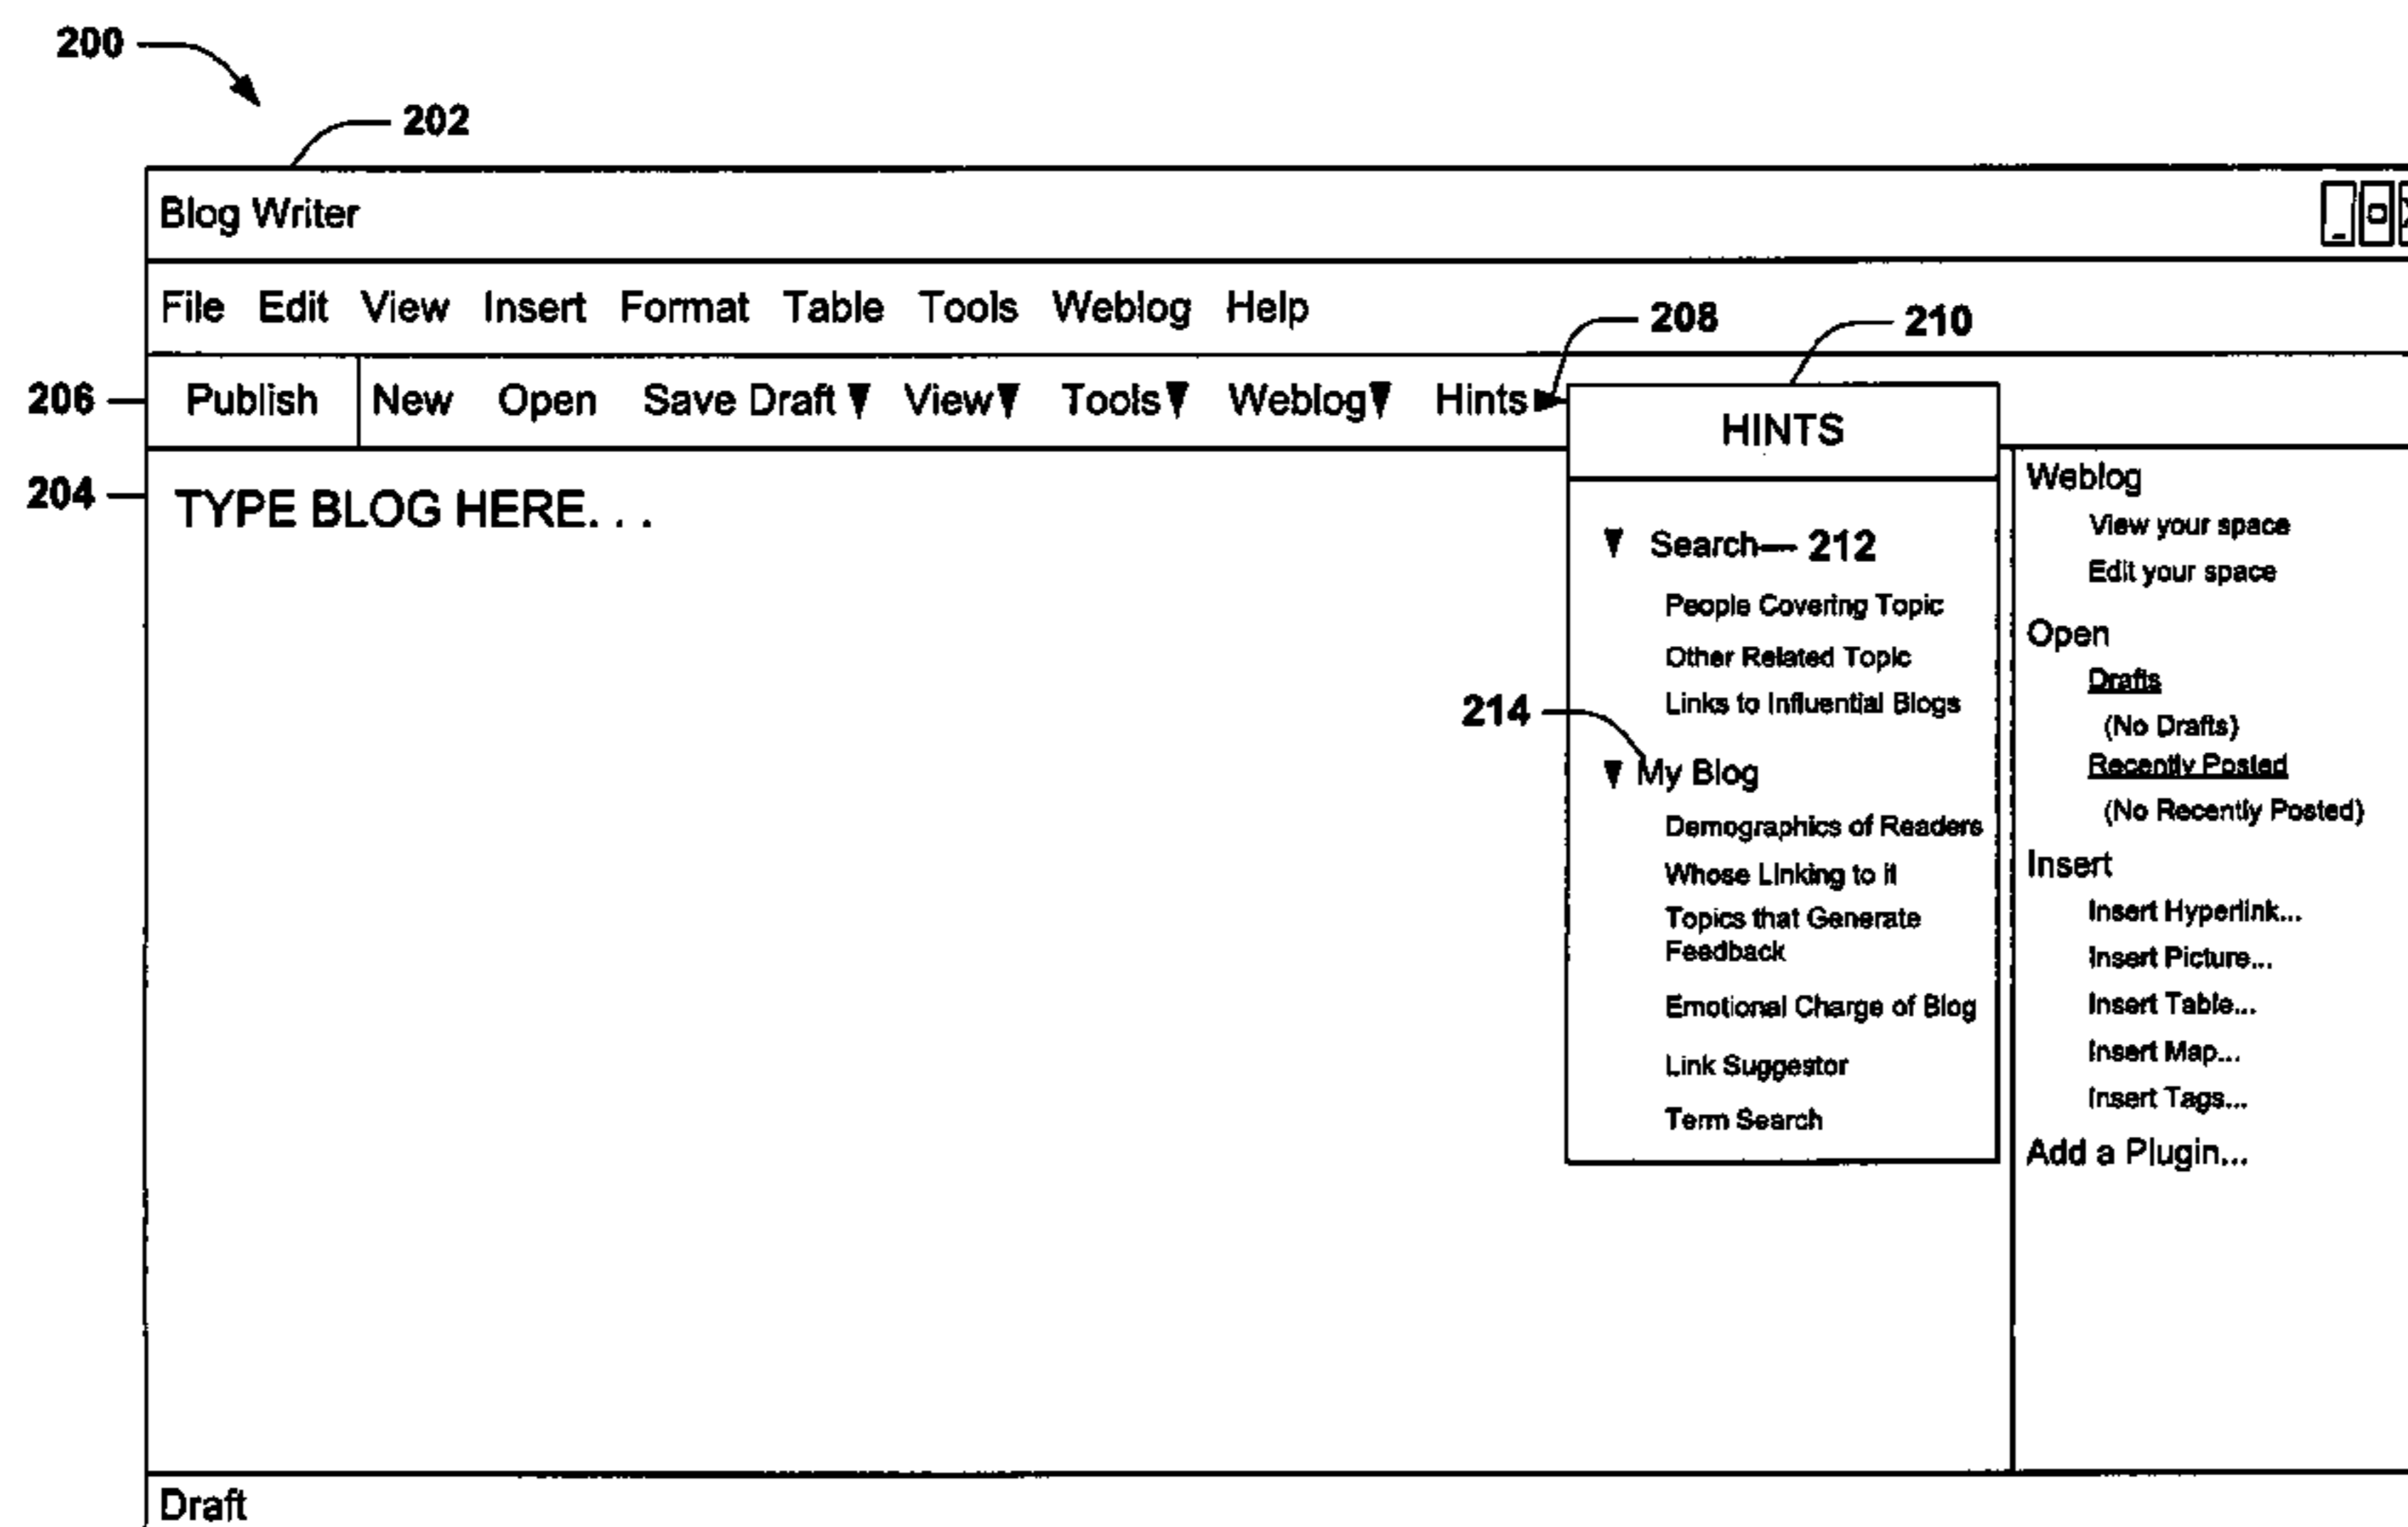 200
202
Blog Writer
File Edit View Insert Format Table Tools Weblog Help
208
210
206
Publish New Open Save Draft ▼ View▼ Tools▼ Weblog▼ Hints
204
TYPE BLOG HERE. . .
HINTS
▼ Search— 212
People Covering Topic
Other Related Topic
Links to Influential Blogs
214
▼ My Blog
Demographics of Readers
Whose Linking to it
Topics that Generate
Feedback
Emotional Charge of Blog
Link Suggestor
Term Search
Weblog
View your space
Edit your space
Open
Drafts
(No Drafts)
Recently Posted
(No Recently Posted)
Insert
Insert Hyperlink...
Insert Picture...
Insert Table...
Insert Map...
Insert Tags...
Add a Plugin...
Draft